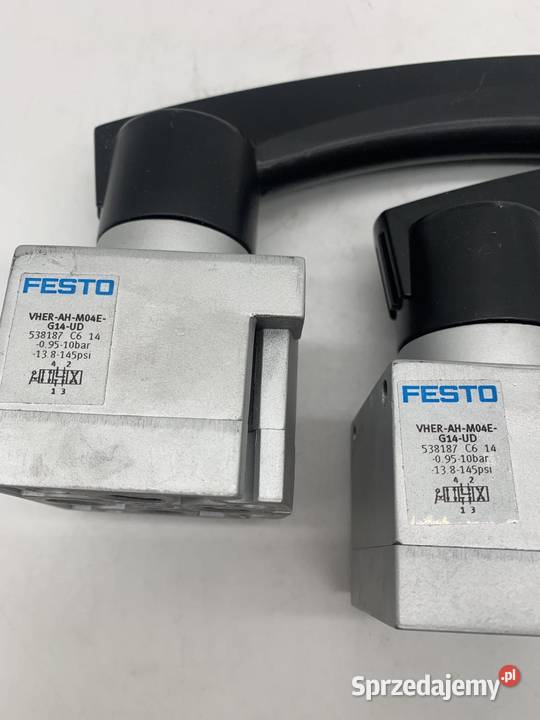 FESTO
VHER-AH-M04E-
G14-UD
538187 C6 14
-0.95-10bar
-13.8-145psi
4 2
1 3
FESTO
VHER-AH-M04E-
G14-UD
538187 C6 14
-0.95-10bar
-13.8-145psi
4 2
1 3
Sprzedajemy.pl